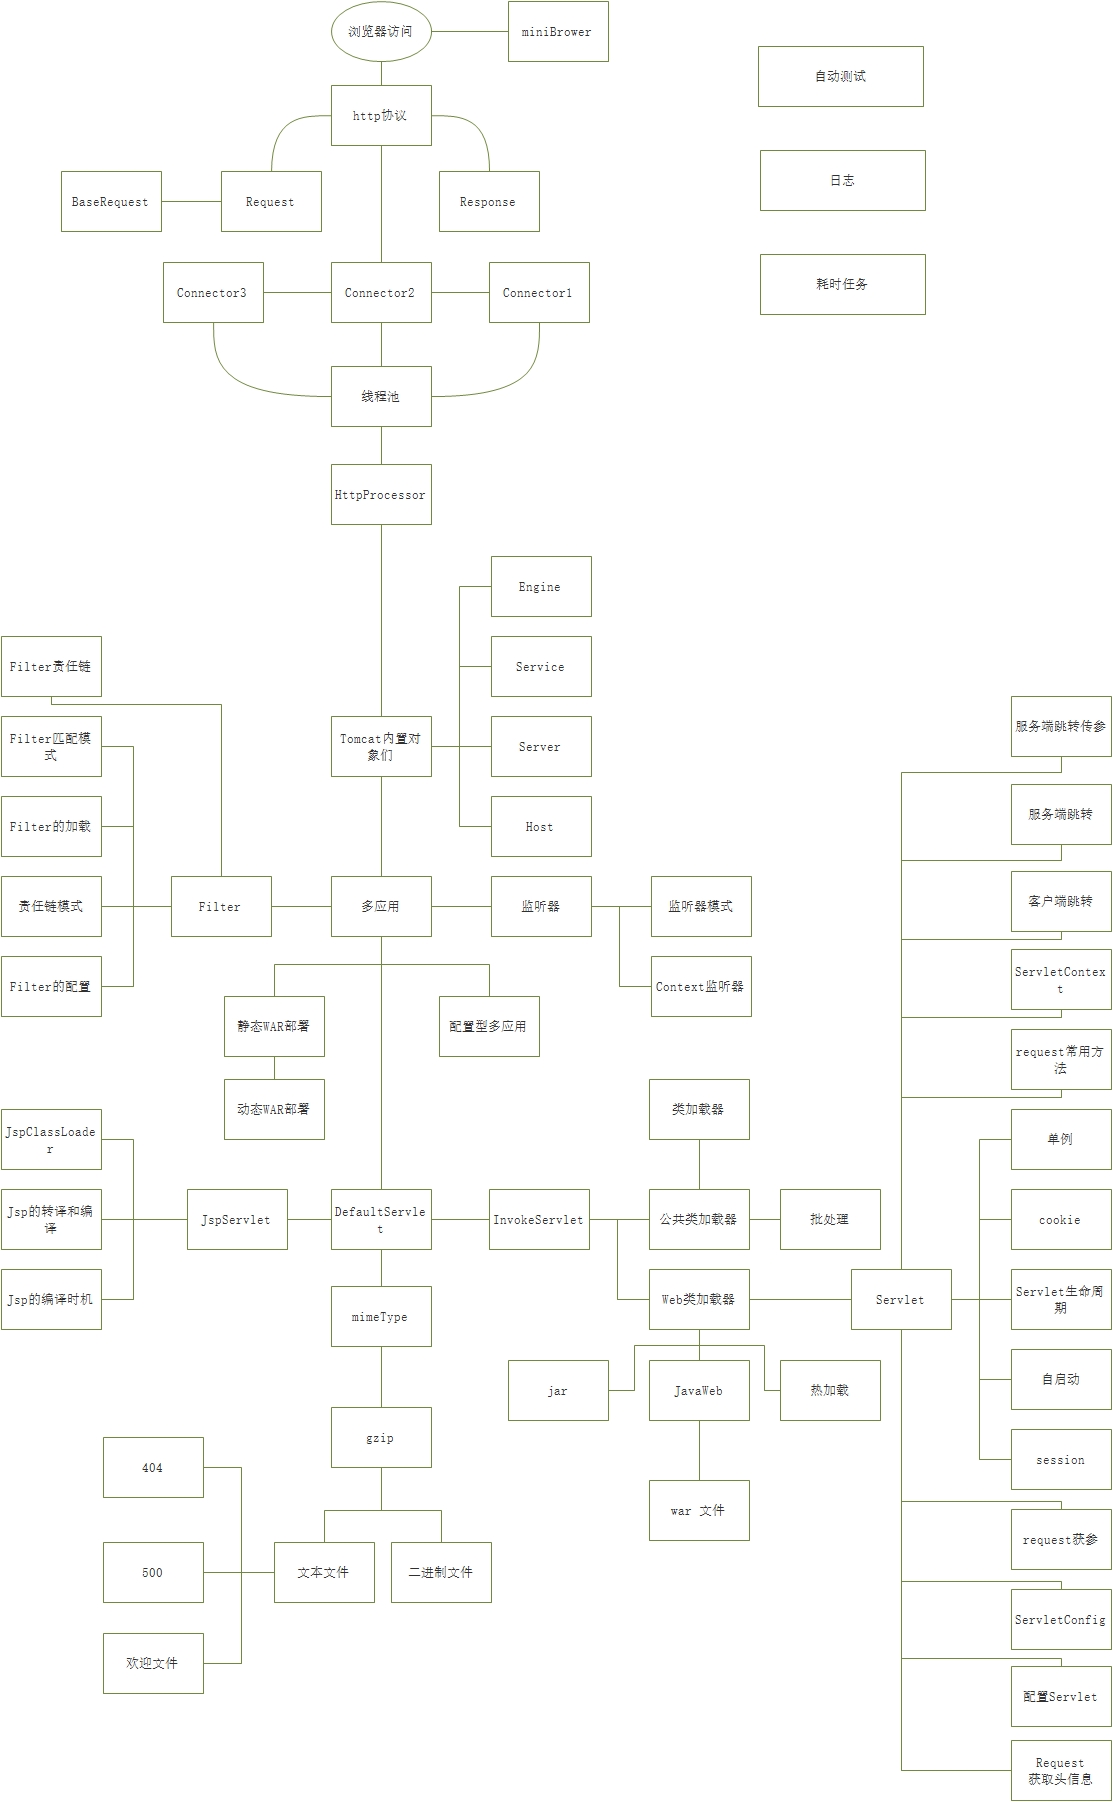 浏览器访问
miniBrower
自动测试
http协议
日志
BaseRequest
Request
Response
耗时任务
Connector3
Connector2
Connector1
线程池
HttpProcessor
Engine
Filter责任链
Service
服务端跳转传参
Filter匹配模
式
Tomcat内置对
象们
Server
服务端跳转
Filter的加载
Host
责任链模式
Filter
多应用
监听器
监听器模式
客户端跳转
Filter的配置
Context监听器
ServletContex
t
静态WAR部署
配置型多应用
request常用方
法
动态WAR部署
类加载器
JspClassLoade
r
单例
Jsp的转译和编
译
JspServlet
DefaultServle
t
InvokeServlet
公共类加载器
批处理
cookie
Jsp的编译时机
mimeType
Web类加载器
Servlet
Servlet生命周
期
jar
JavaWeb
热加载
自启动
gzip
404
session
war 文件
request获参
500
文本文件
二进制文件
ServletConfig
欢迎文件
配置Servlet
Request
获取头信息